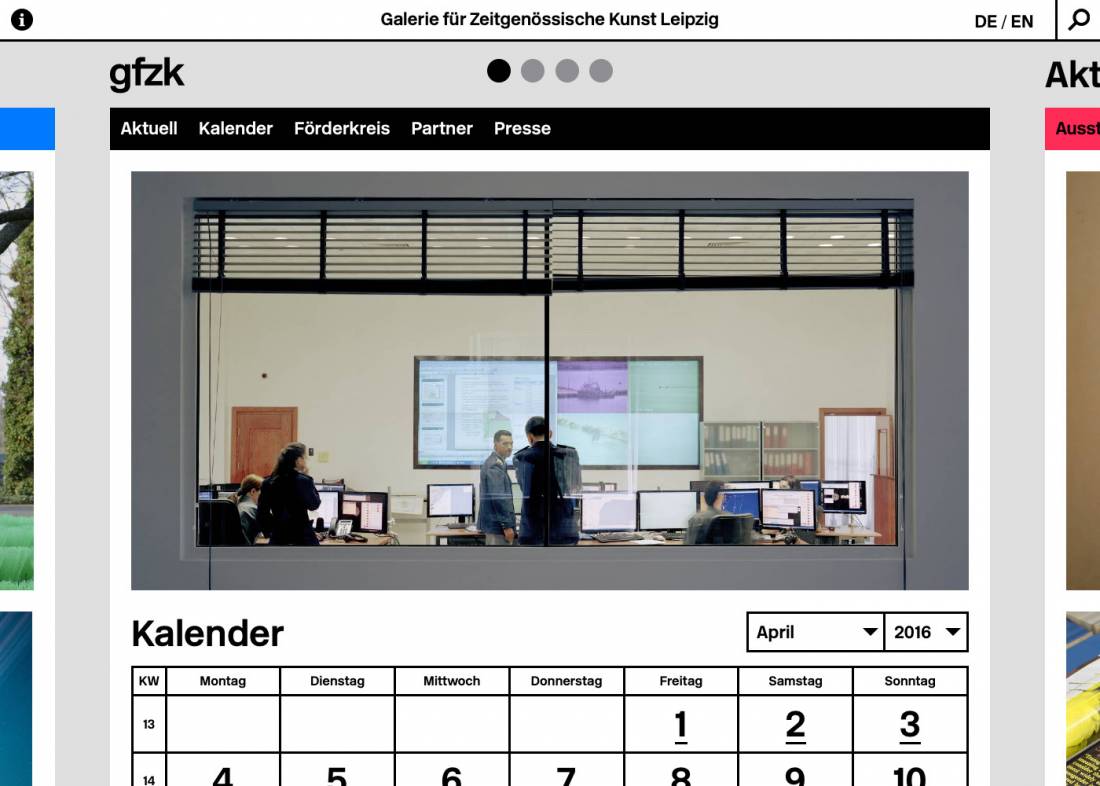 i
Galerie für Zeitgenössische Kunst Leipzig
DE / EN
gfzk
Akt
Aktuell Kalender Förderkreis Partner Presse
Ausst
Kalender
April 2016
KW Montag Dienstag Mittwoch Donnerstag Freitag Samstag Sonntag
13 1 2 3
14 4 5 6 7 8 9 10